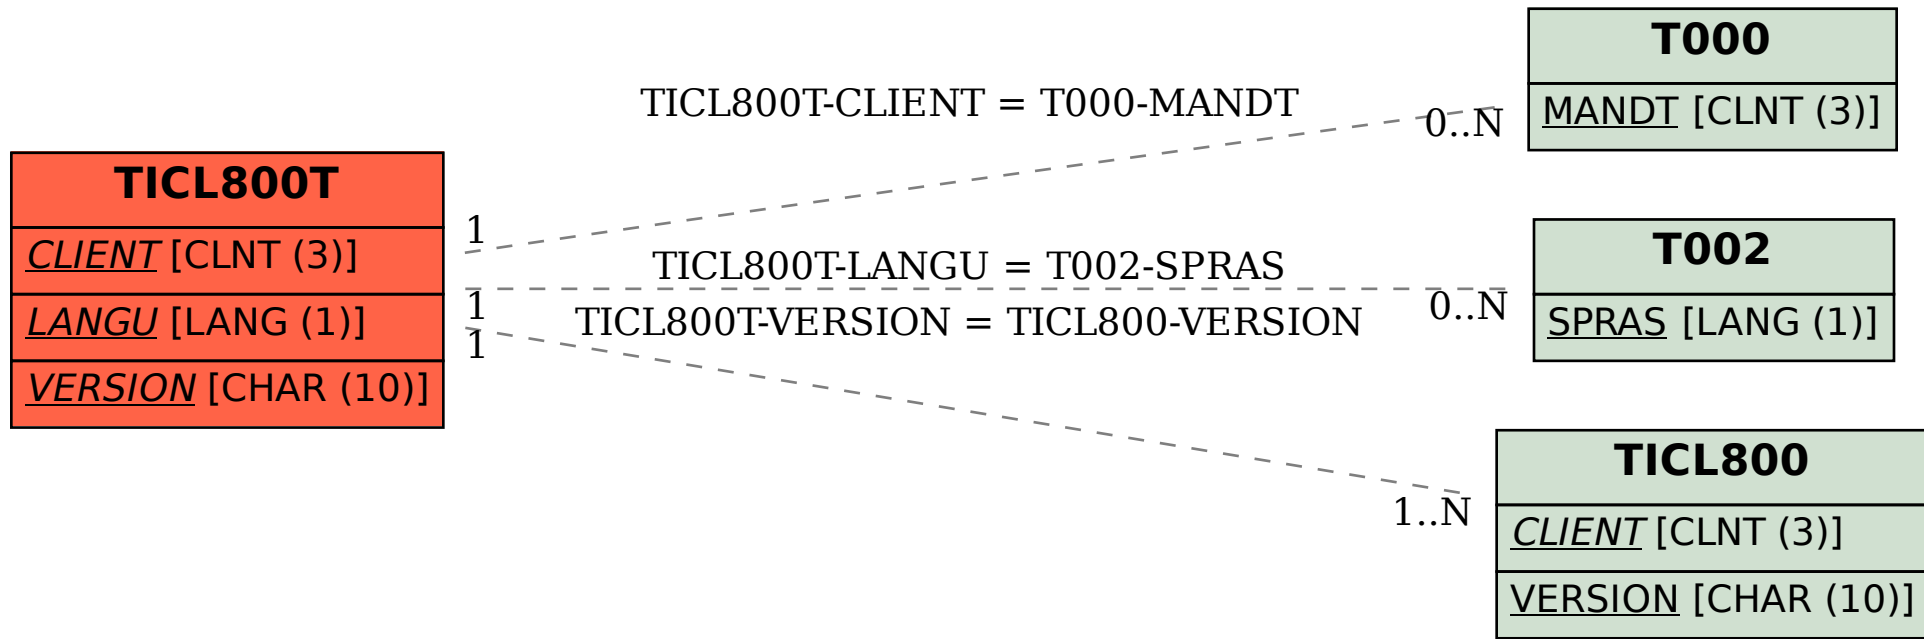 TICL800T
CLIENT [CLNT (3)]
LANGU [LANG (1)]
VERSION [CHAR (10)]
TICL800T-CLIENT = T000-MANDT
1
0..N
TICL800T-LANGU = T002-SPRAS
1
0..N
TICL800T-VERSION = TICL800-VERSION
1
1..N
T000
MANDT [CLNT (3)]
T002
SPRAS [LANG (1)]
TICL800
CLIENT [CLNT (3)]
VERSION [CHAR (10)]